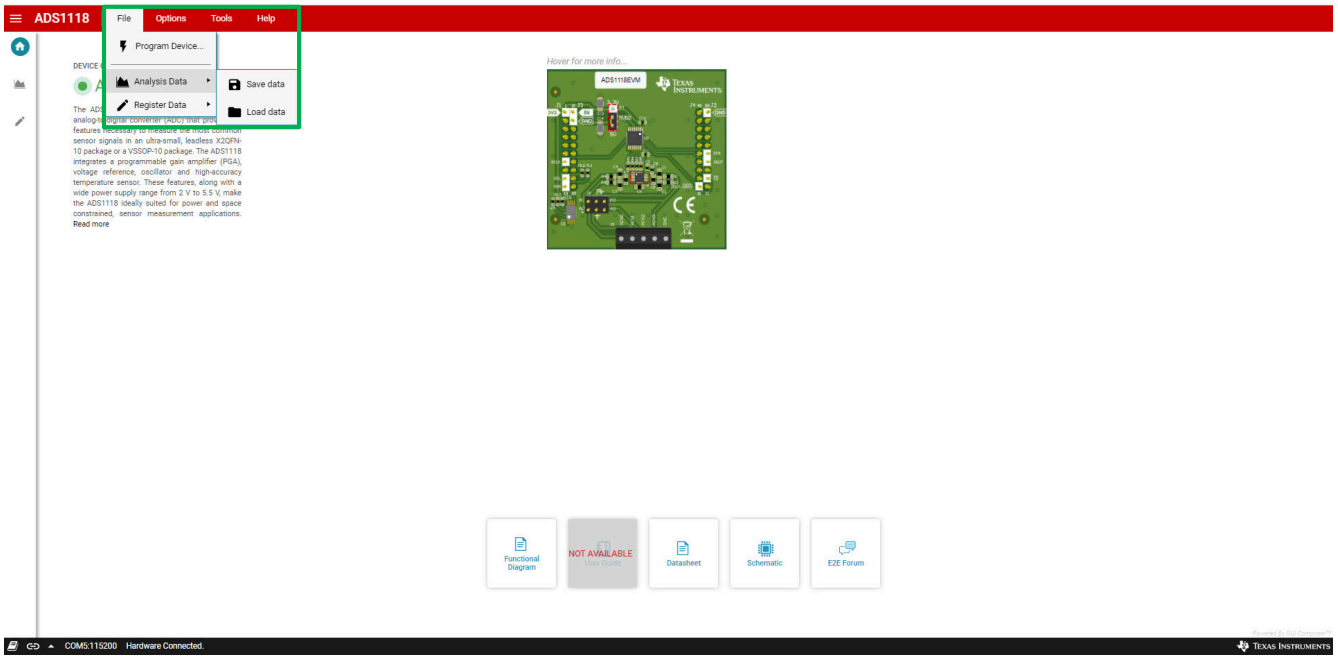 ADS1118 File Options Tools Help
Program Device...
Analysis Data
Register Data
Save data
Load data
DEVICE
The ADS
analog-to-digital converter (ADC) that
features necessary to measure the most common
sensor signals in an ultra-small, leadless X2QFN-
10 package or a VSSOP-10 package. The ADS1118
integrates a programmable gain amplifier (PGA),
voltage reference, oscillator and high-accuracy
temperature sensor. These features, along with a
wide power supply range from 2 V to 5.5 V, make
the ADS1118 ideally suited for power and space
constrained, sensor measurement applications.
Read more
Hover for more info...
ADS1118EVM
TEXAS
INSTRUMENTS
CE
Functional
Diagram
NOT AVAILABLE
User Guide
Datasheet
Schematic
E2E Forum
Powered By GUI Composer™
COM5:115200 Hardware Connected.
TEXAS INSTRUMENTS